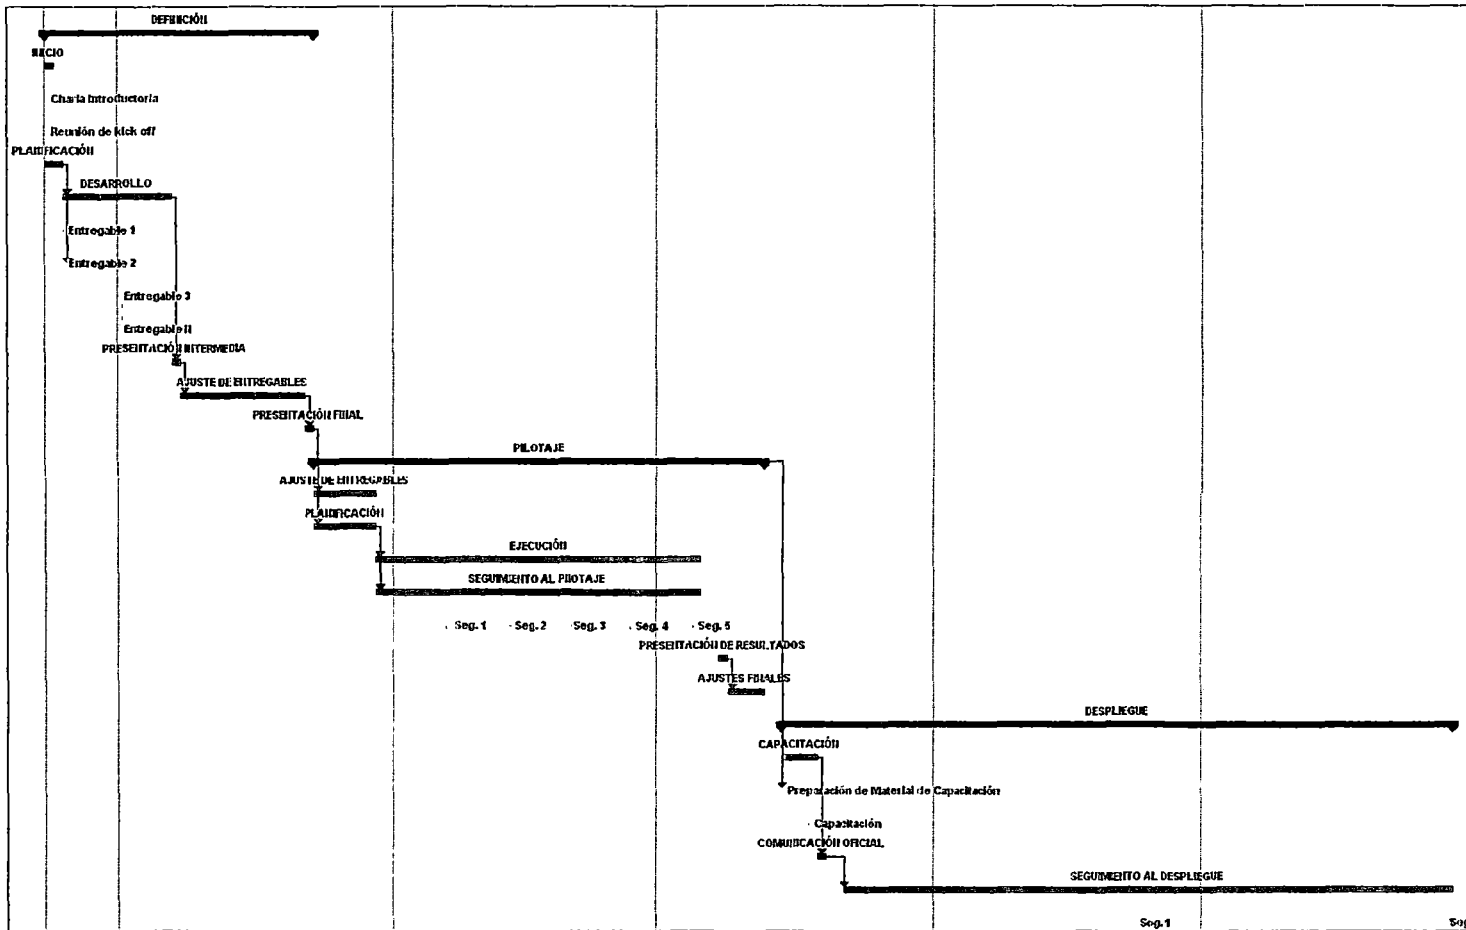 DEFINICIÓN
INICIO
Charla Introductoria
Reunión de kick off
PLANIFICACIÓN
DESARROLLO
Entregable 1
Entregable 2
Entregable 3
Entregable N
PRESENTACIÓN INTERMEDIA
AJUSTE DE ENTREGABLES
PRESENTACIÓN FINAL
PILOTAJE
AJUSTE DE ENTREGABLES
PLANIFICACIÓN
EJECUCIÓN
SEGUIMIENTO AL PILOTAJE
Seg. 1 Seg. 2 Seg. 3 Seg. 4 Seg. 5
PRESENTACIÓN DE RESULTADOS
AJUSTES FINALES
DESPLIEGUE
CAPACITACIÓN
Preparación de Material de Capacitación
Capacitación
COMUNICACIÓN OFICIAL
SEGUIMIENTO AL DESPLIEGUE
Seg. 1 Seg